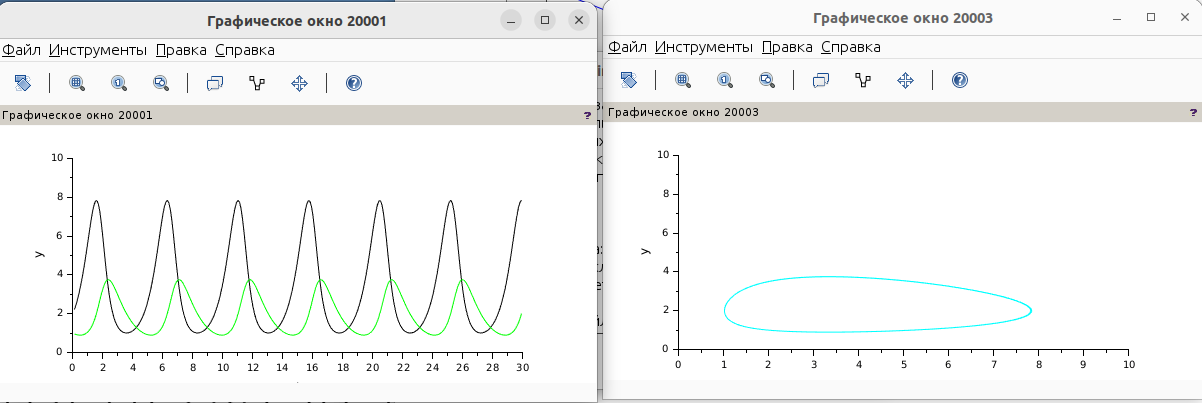 Графическое окно 20001
Файл Инструменты Правка Справка
Графическое окно 20001 ?
10
8
6
4
2
0
y
0 2 4 6 8 10 12 14 16 18 20 22 24 26 28 30
Графическое окно 20003
Файл Инструменты Правка Справка
Графическое окно 20003 ?
10
8
6
4
2
0
y
0 1 2 3 4 5 6 7 8 9 10